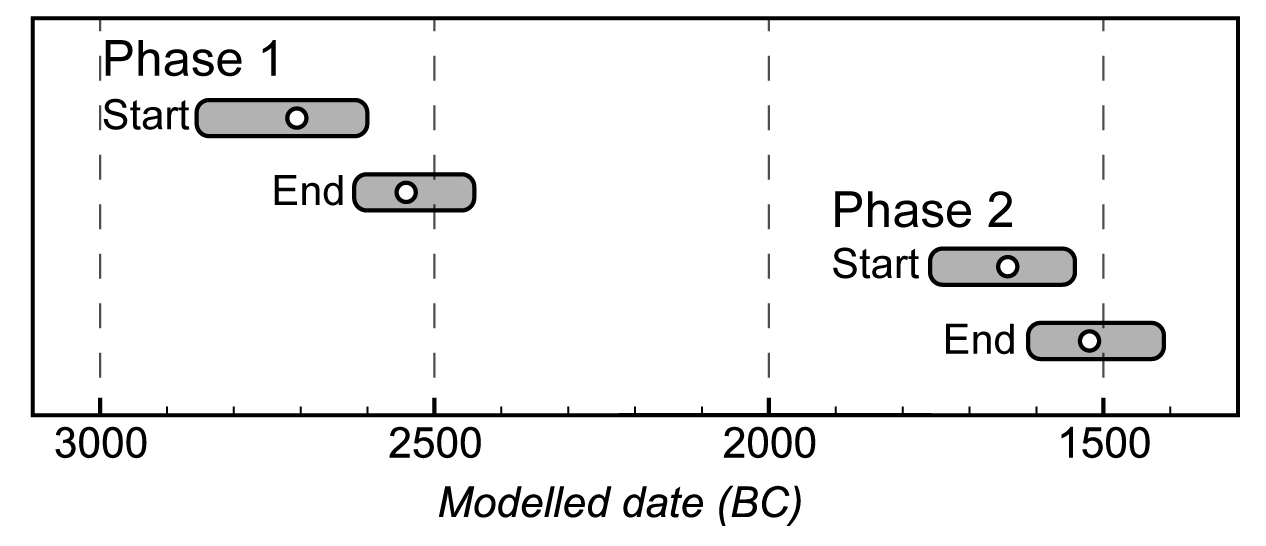 Phase 1
Start
End
Phase 2
Start
End
3000 2500 2000 1500
Modelled date (BC)